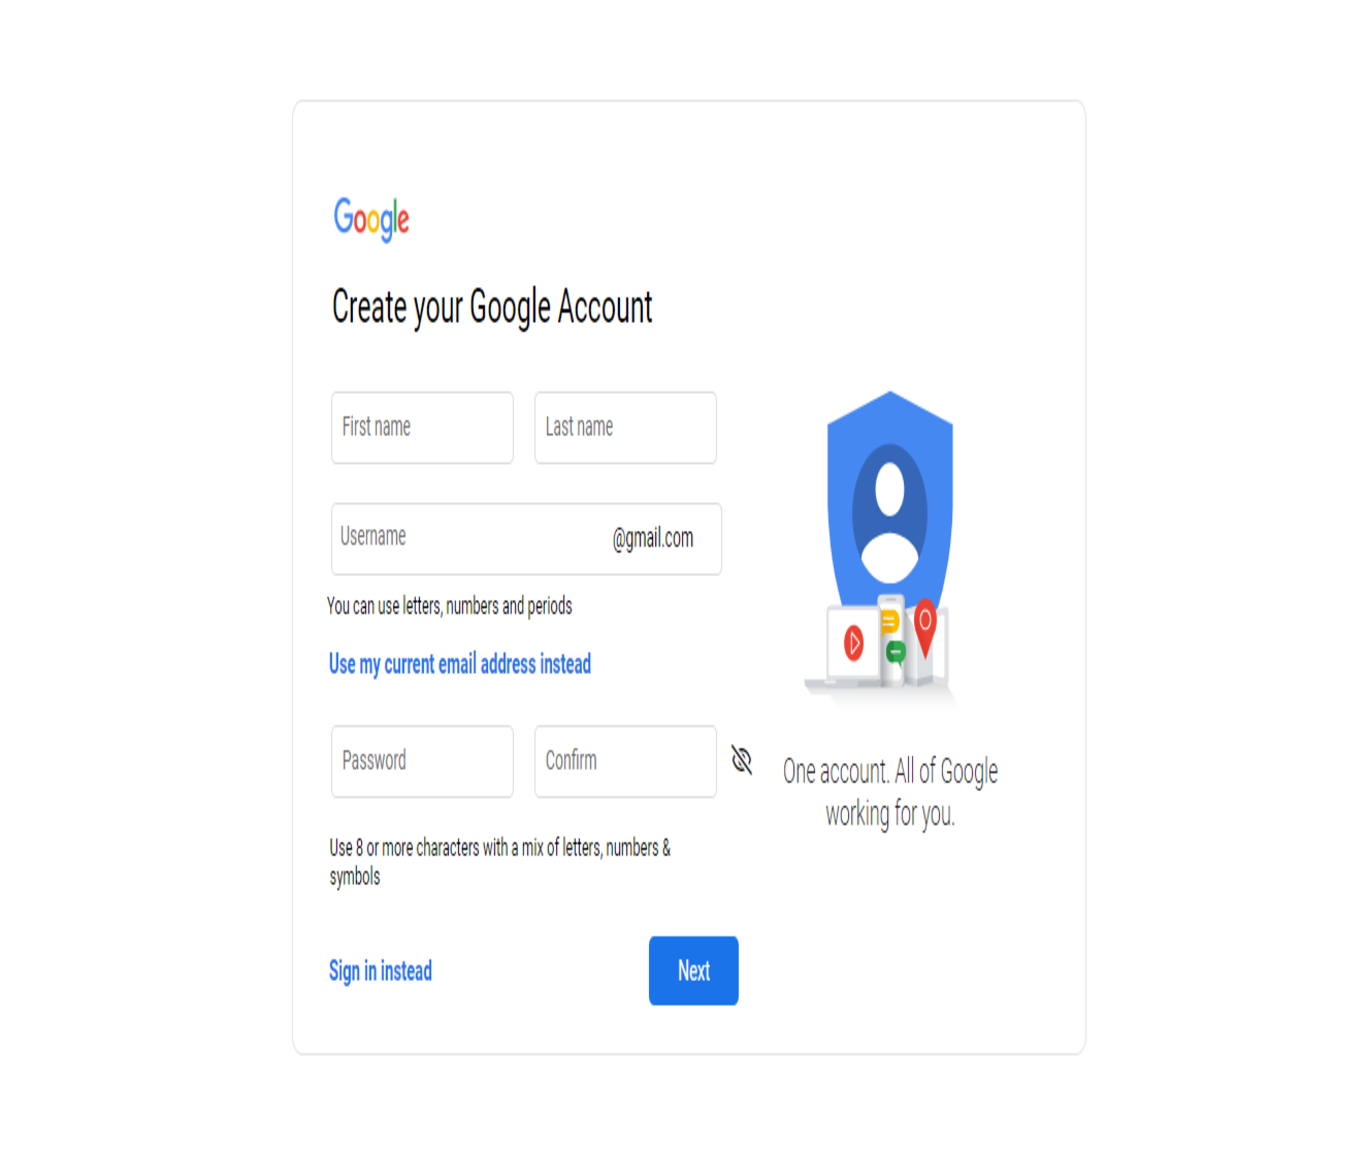 Google
Create your Google Account
First name
Last name
Username
@gmail.com
You can use letters, numbers and periods
Use my current email address instead
Password
Confirm
Use 8 or more characters with a mix of letters, numbers &
symbols
Sign in instead
Next
One account. All of Google
working for you.